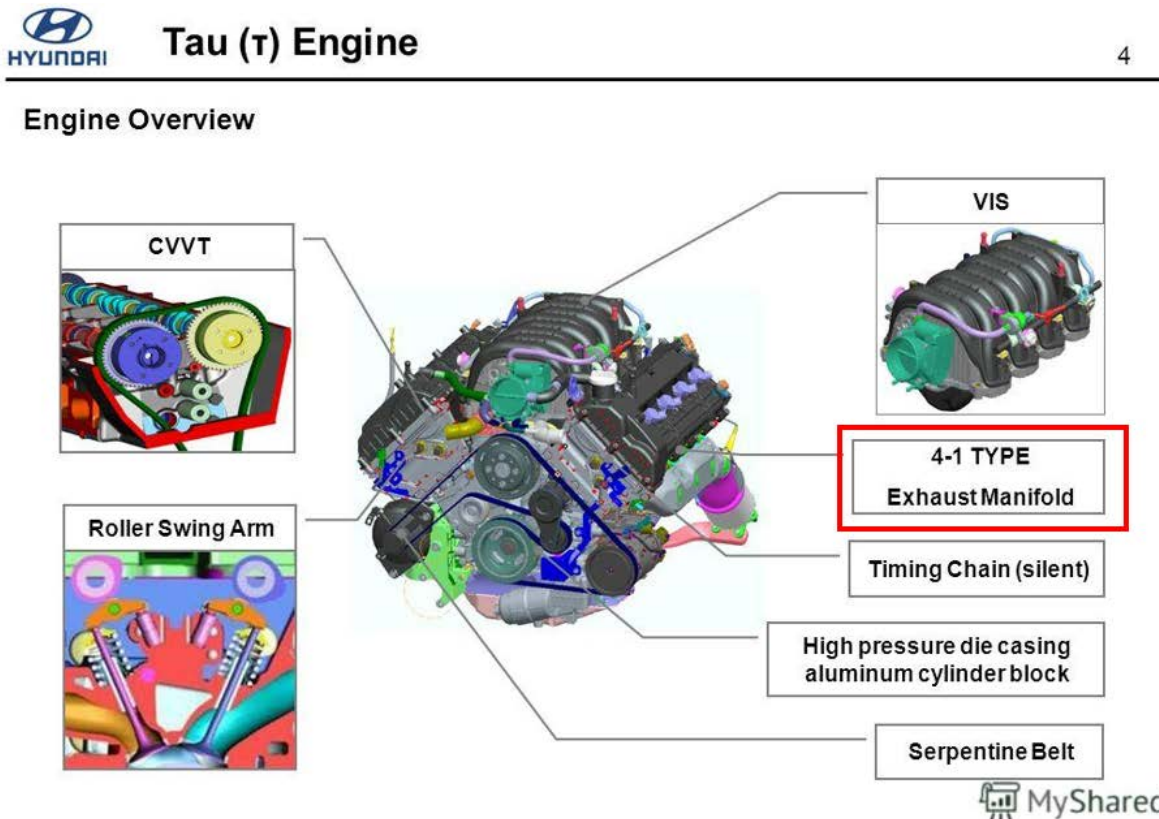 HYUNDAI
Tau (τ) Engine
4
Engine Overview
CVVT
VIS
4-1 TYPE
Exhaust Manifold
Roller Swing Arm
Timing Chain (silent)
High pressure die casing
aluminum cylinder block
Serpentine Belt
MyShared